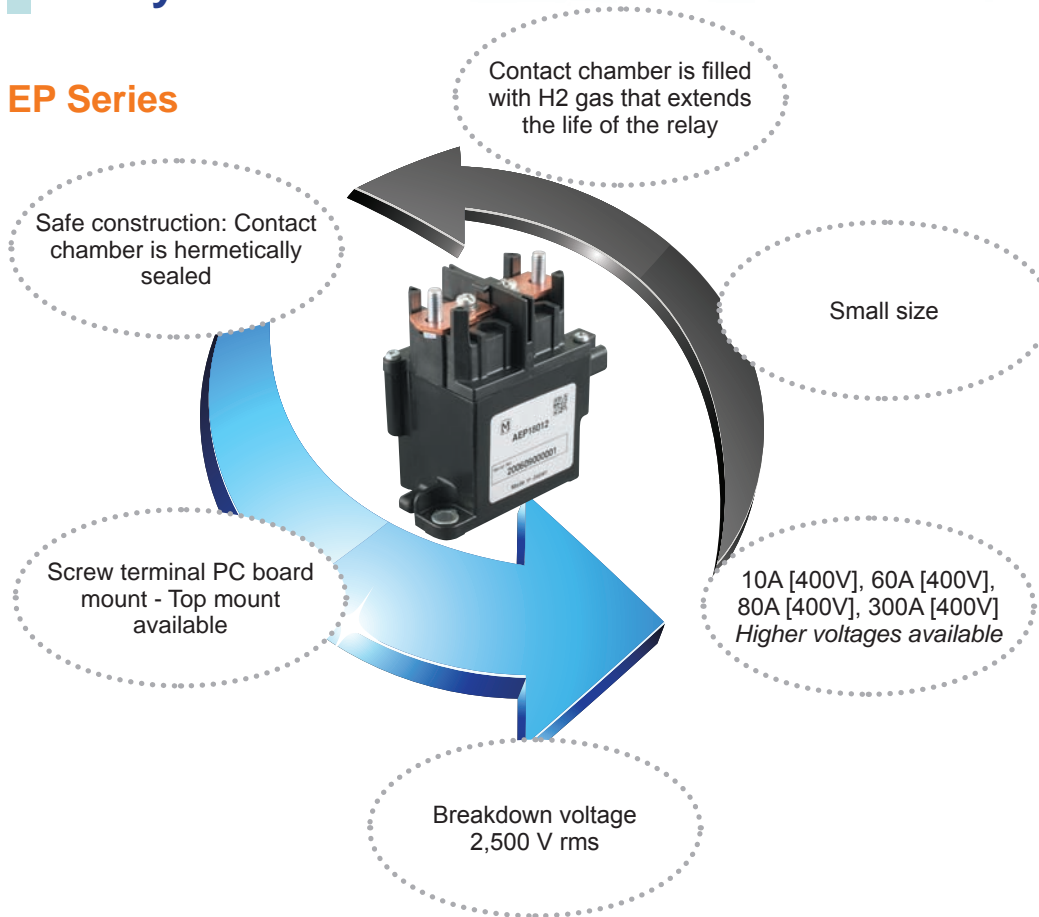 EP Series
Contact chamber is filled
with H2 gas that extends
the life of the relay
Safe construction: Contact
chamber is hermetically
sealed
Small size
AEP18012
200609000001
Made in Japan
Screw terminal PC board
mount - Top mount
available
10A [400V], 60A [400V],
80A [400V], 300A [400V]
Higher voltages available
Breakdown voltage
2,500 V rms